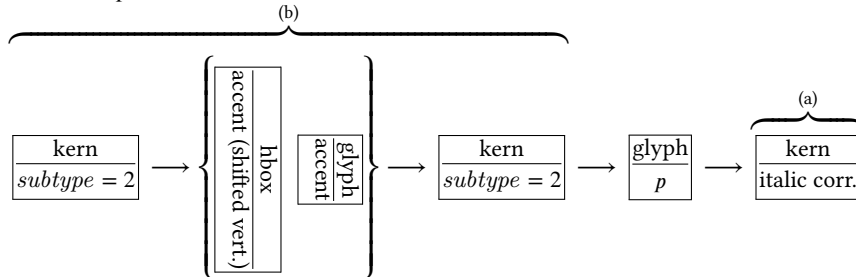 (b)
(a)
kern
subtype = 2
hbox
accent (shifted vert.)
glyph
accent
kern
subtype = 2
glyph
p
kern
italic corr.